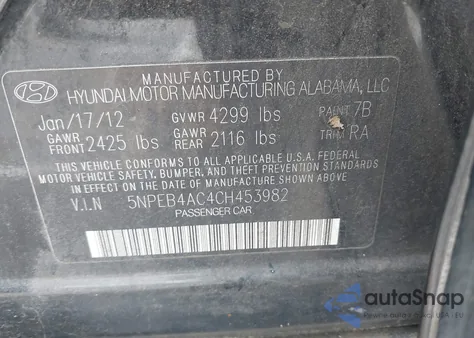 MANUFACTURED BY
HYUNDAI MOTOR MANUFACTURING ALABAMA, LLC
Jan/17/12 GVWR 4299 lbs PAINT 7B
GAWR FRONT 2425 lbs GAWR REAR 2116 lbs TRIM RA
THIS VEHICLE CONFORMS TO ALL APPLICABLE U.S.A. FEDERAL
MOTOR VEHICLE SAFETY, BUMPER, AND THEFT STANDARDS
IN EFFECT ON THE DATE OF MANUFACTURE SHOWN ABOVE.
V.I.N 5NPEB4AC4CH453982
PASSENGER CAR
autoSnap